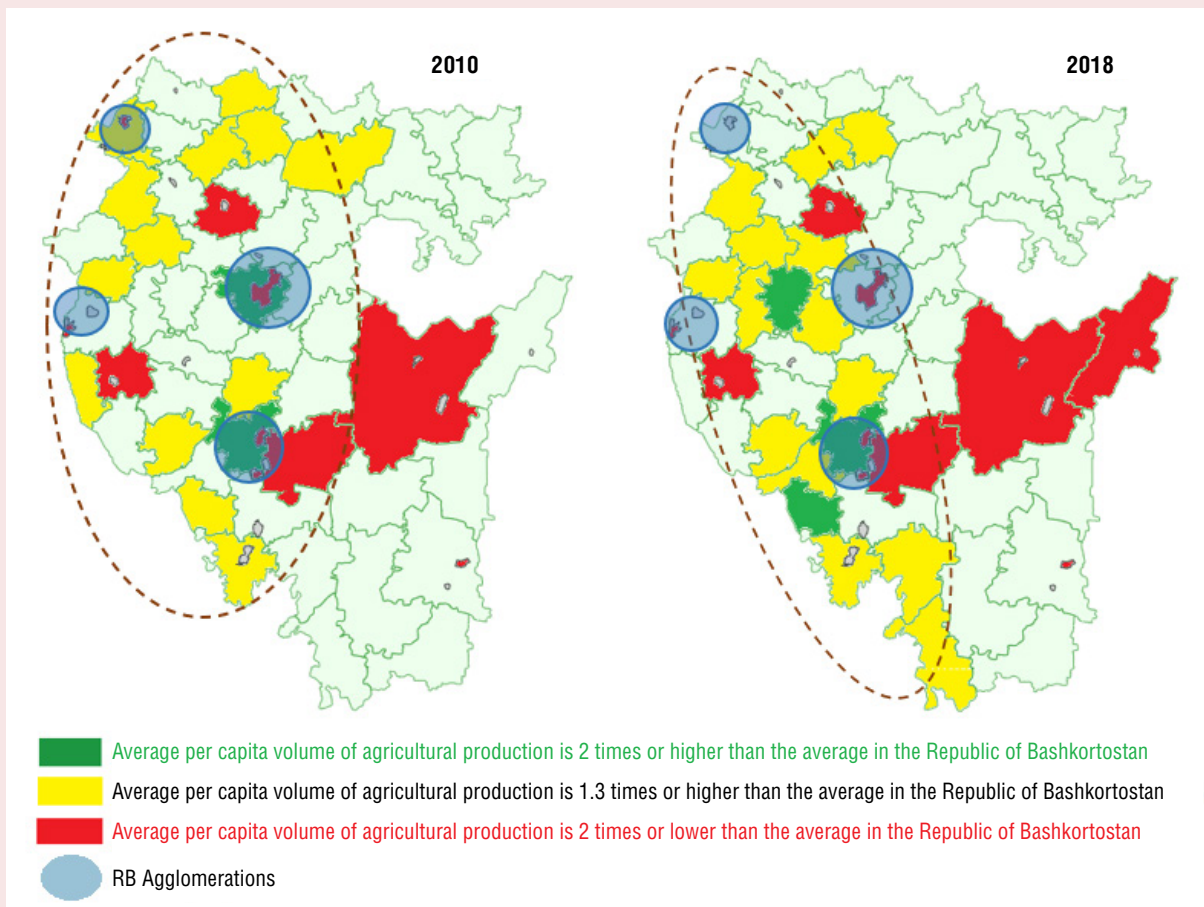 2010
2018
Average per capita volume of agricultural production is 2 times or higher than the average in the Republic of Bashkortostan
Average per capita volume of agricultural production is 1.3 times or higher than the average in the Republic of Bashkortostan
Average per capita volume of agricultural production is 2 times or lower than the average in the Republic of Bashkortostan
RB Agglomerations